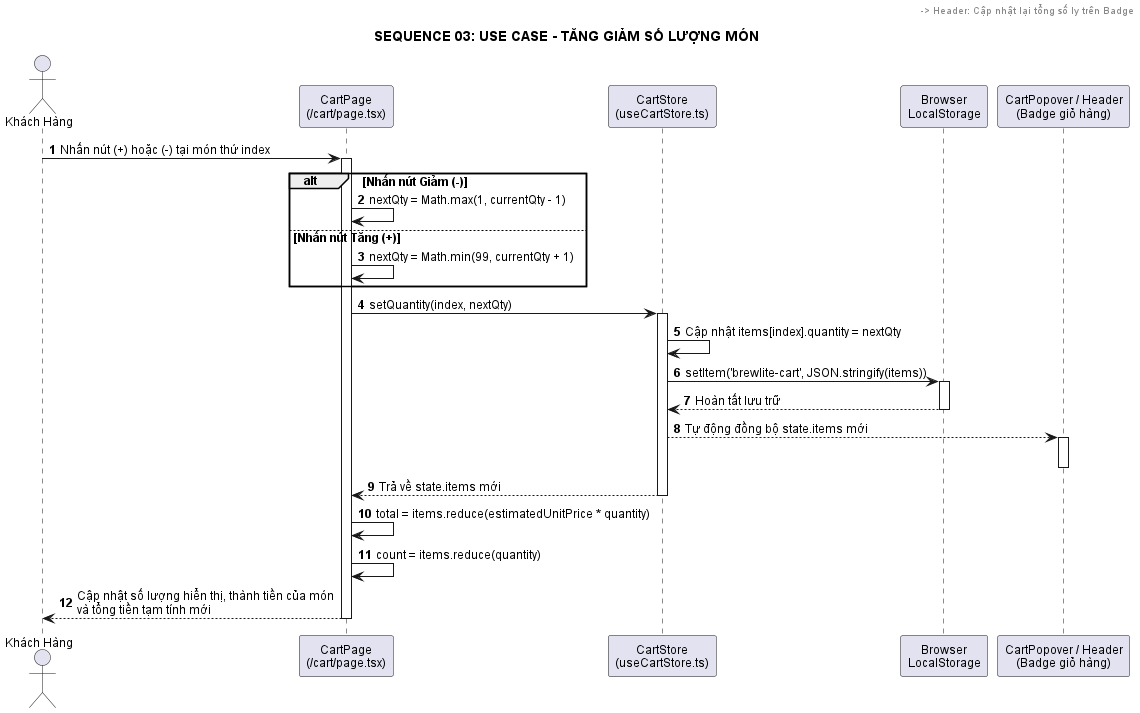 -> Header: Cập nhật lại tổng số ly trên Badge
SEQUENCE 03: USE CASE - TĂNG GIẢM SỐ LƯỢNG MÓN
Khách Hàng
CartPage
(/cart/page.tsx)
CartStore
(useCartStore.ts)
Browser
LocalStorage
CartPopover / Header
(Badge giỏ hàng)
1 Nhấn nút (+) hoặc (-) tại món thứ index
alt [Nhấn nút Giảm (-)]
2 nextQty = Math.max(1, currentQty - 1)
[Nhấn nút Tăng (+)]
3 nextQty = Math.min(99, currentQty + 1)
4 setQuantity(index, nextQty)
5 Cập nhật items[index].quantity = nextQty
6 setItem('brewlite-cart', JSON.stringify(items))
7 Hoàn tất lưu trữ
8 Tự động đồng bộ state.items mới
9 Trả về state.items mới
10 total = items.reduce(estimatedUnitPrice * quantity)
11 count = items.reduce(quantity)
12 Cập nhật số lượng hiển thị, thành tiền của món
và tổng tiền tạm tính mới
Khách Hàng
CartPage
(/cart/page.tsx)
CartStore
(useCartStore.ts)
Browser
LocalStorage
CartPopover / Header
(Badge giỏ hàng)